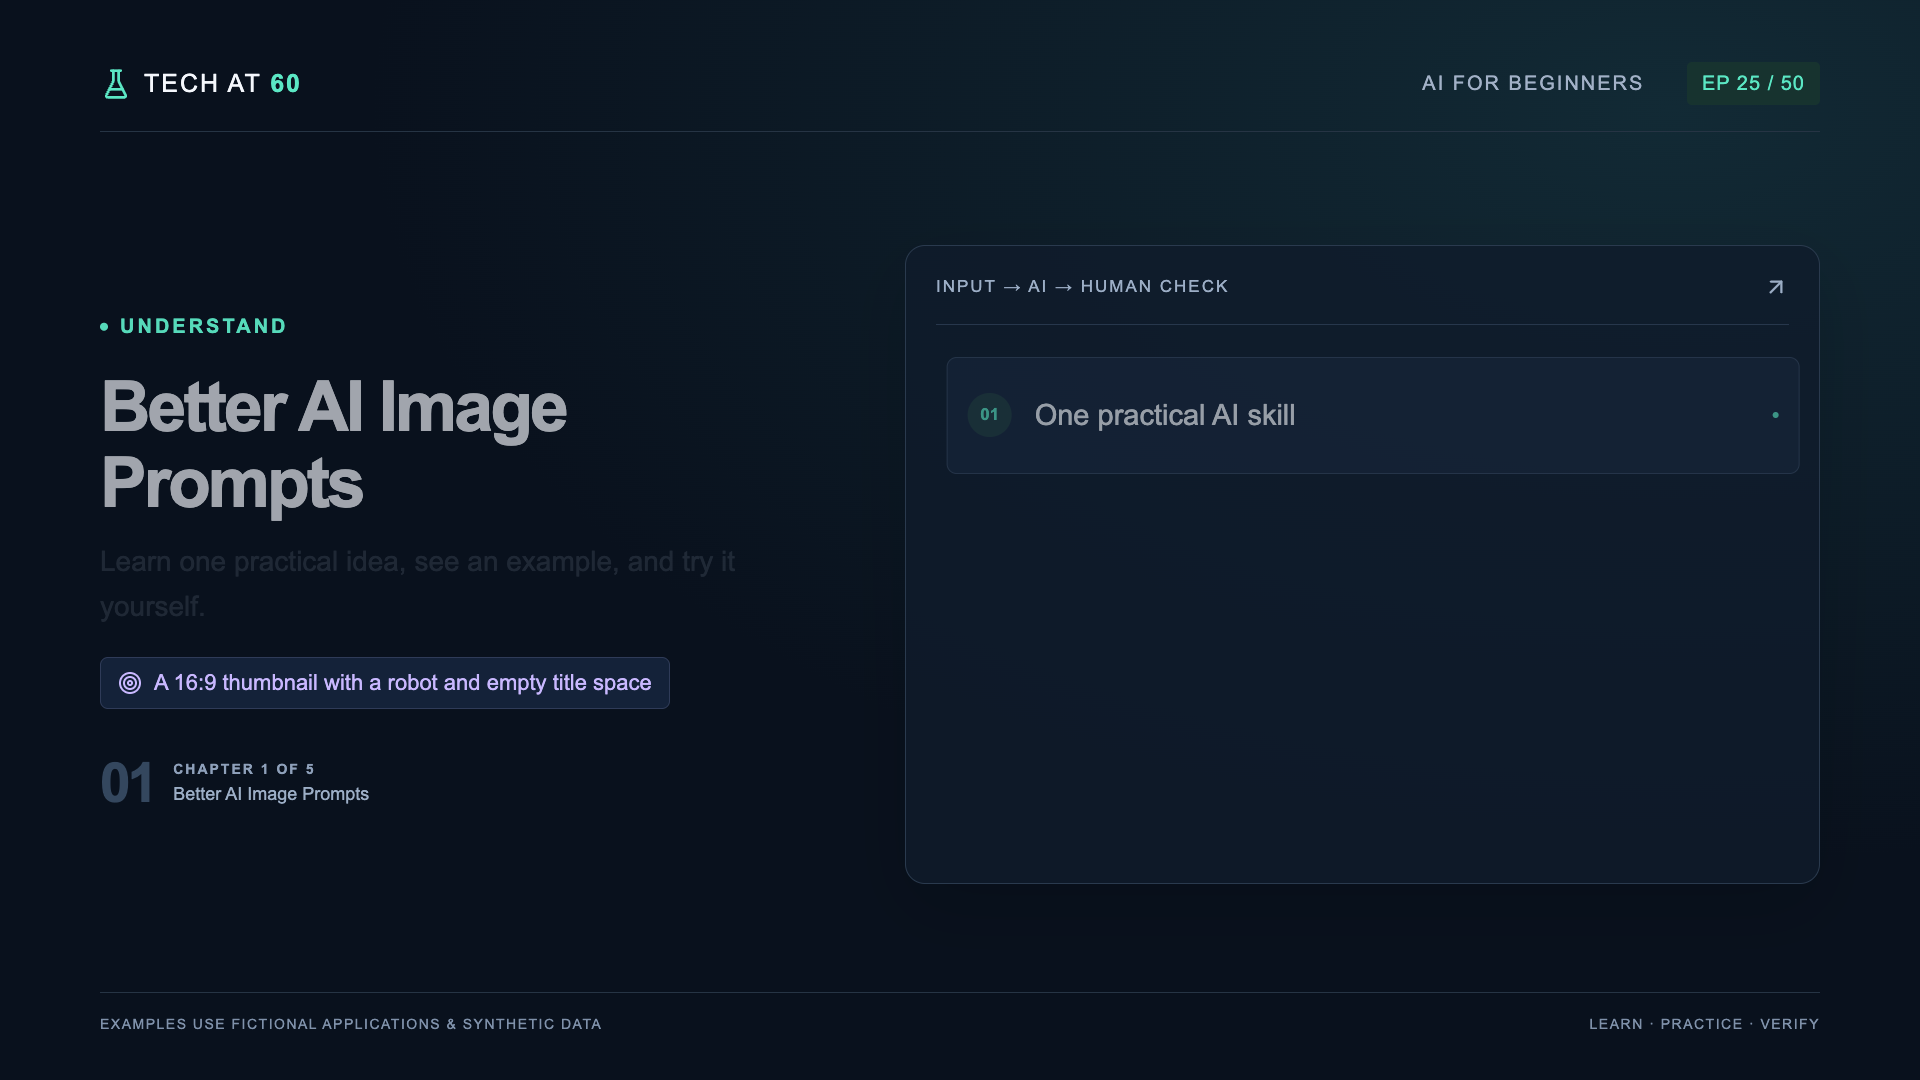 TECH AT 60
AI FOR BEGINNERS
EP 25 / 50
UNDERSTAND
Better AI Image
Prompts
Learn one practical idea, see an example, and try it
yourself.
A 16:9 thumbnail with a robot and empty title space
01
CHAPTER 1 OF 5
Better AI Image Prompts
INPUT → AI → HUMAN CHECK
01
One practical AI skill
EXAMPLES USE FICTIONAL APPLICATIONS & SYNTHETIC DATA
LEARN · PRACTICE · VERIFY